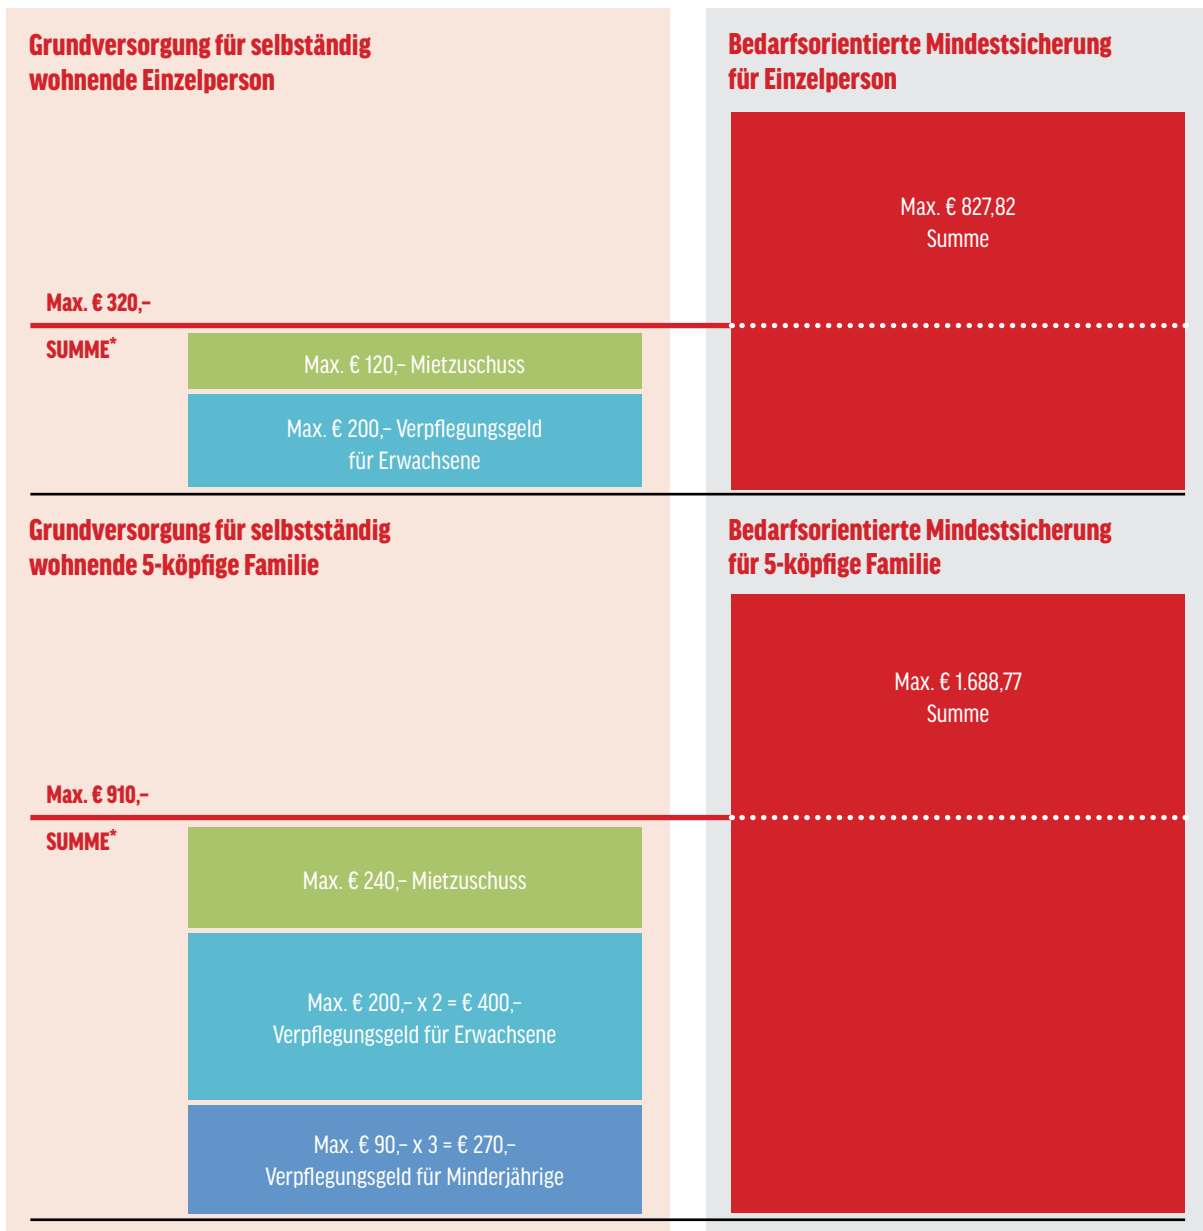 Grundversorgung für selbständig
wohnende Einzelperson
Bedarfsorientierte Mindestsicherung
für Einzelperson
Max. € 827,82
Summe
Max. € 320,–
SUMME*
Max. € 120,– Mietzuschuss
Max. € 200,– Verpflegungsgeld
für Erwachsene
Grundversorgung für selbstständig
wohnende 5-köpfige Familie
Bedarfsorientierte Mindestsicherung
für 5-köpfige Familie
Max. € 1.688,77
Summe
Max. € 910,–
SUMME*
Max. € 240,– Mietzuschuss
Max. € 200,– x 2 = € 400,–
Verpflegungsgeld für Erwachsene
Max. € 90,– x 3 = € 270,–
Verpflegungsgeld für Minderjährige